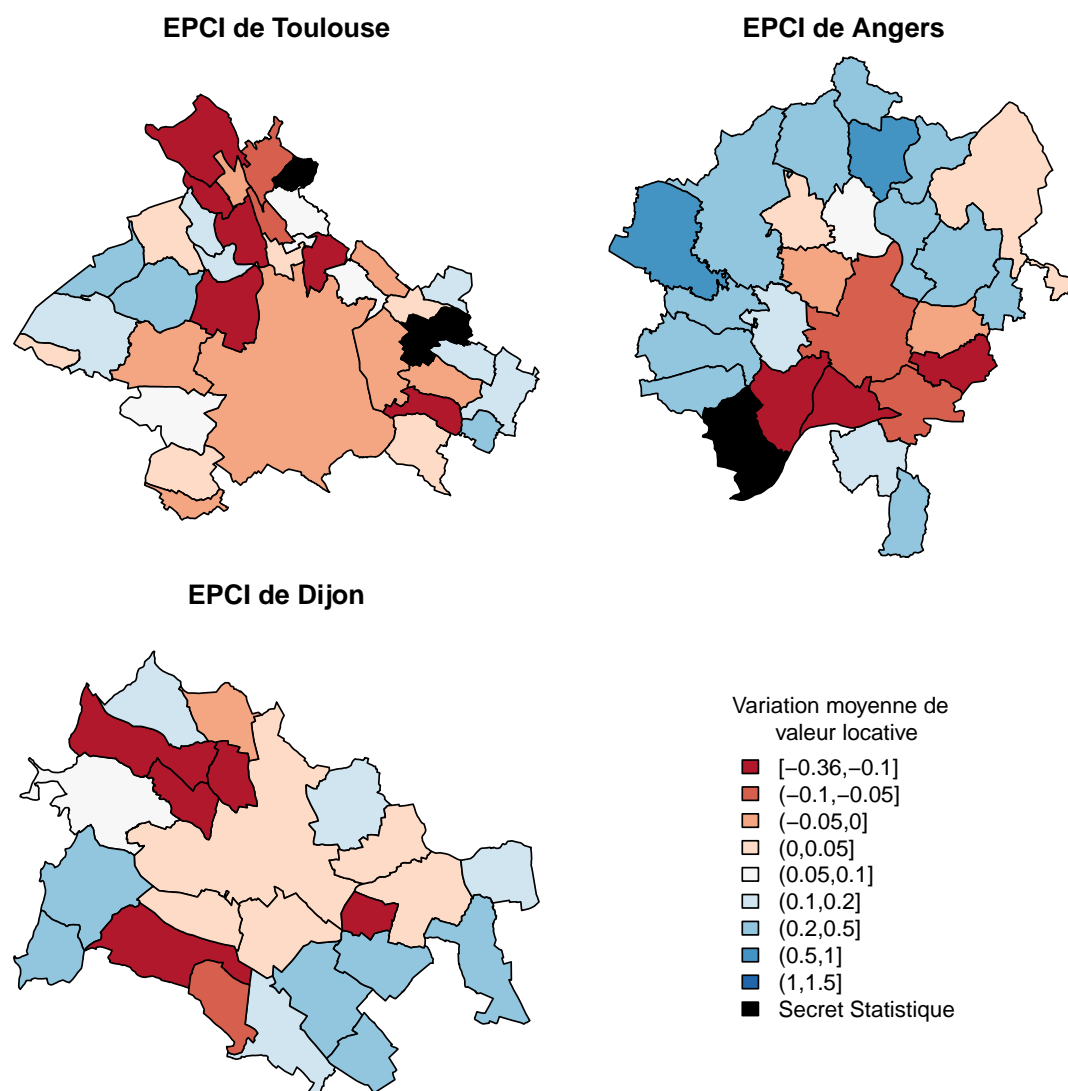 EPCI de Toulouse
EPCI de Angers
EPCI de Dijon
Variation moyenne de
valeur locative
[−0.36,−0.1]
(−0.1,−0.05]
(−0.05,0]
(0,0.05]
(0.05,0.1]
(0.1,0.2]
(0.2,0.5]
(0.5,1]
(1,1.5]
Secret Statistique